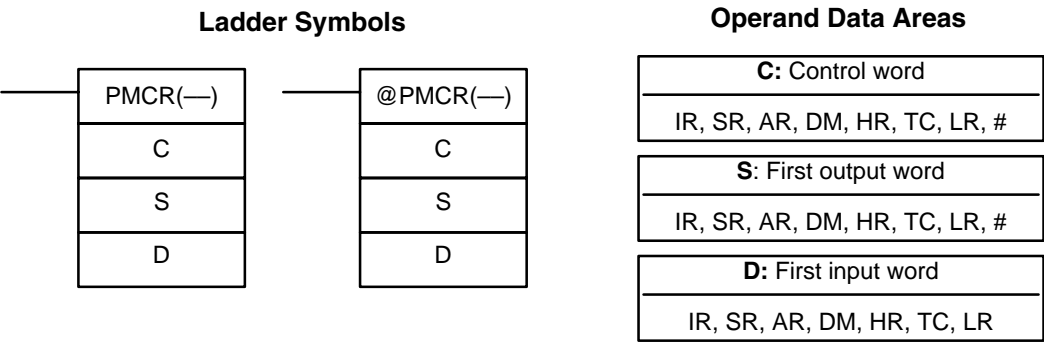 Ladder Symbols
PMCR(––)
C
S
D
@PMCR(––)
C
S
D
Operand Data Areas
C: Control word
IR, SR, AR, DM, HR, TC, LR, #
S: First output word
IR, SR, AR, DM, HR, TC, LR, #
D: First input word
IR, SR, AR, DM, HR, TC, LR